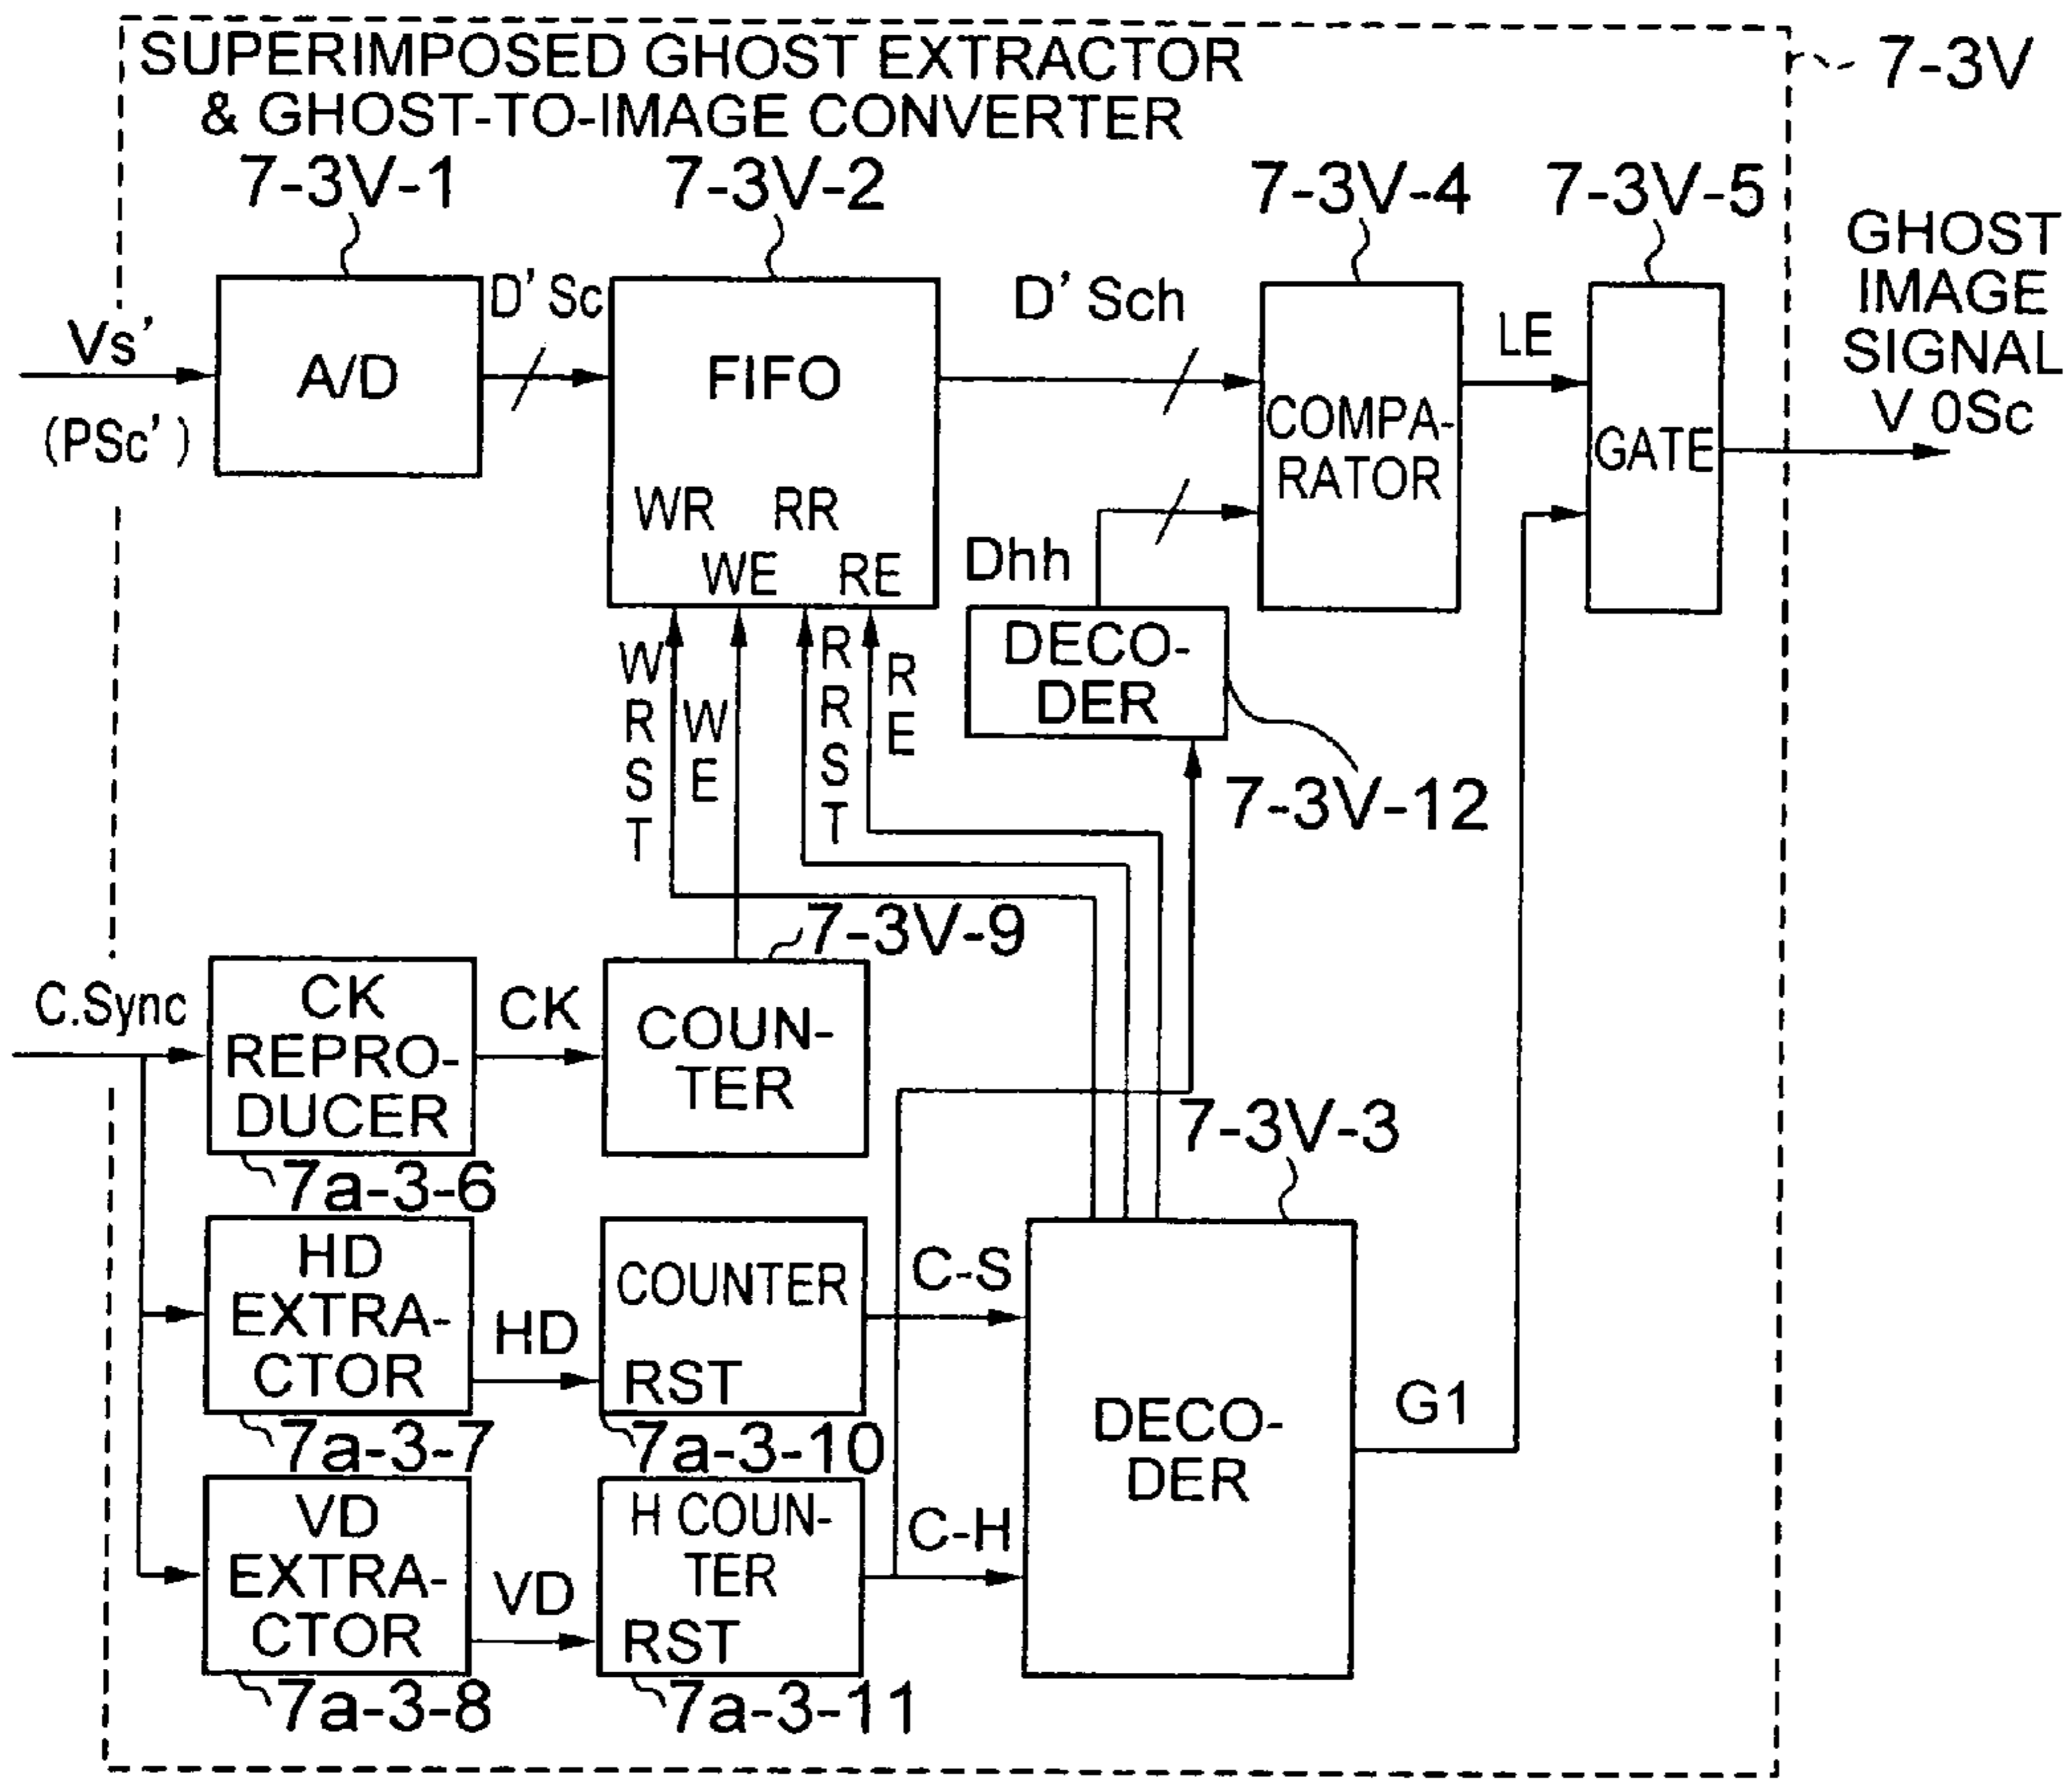 SUPERIMPOSED GHOST EXTRACTOR
& GHOST-TO-IMAGE CONVERTER
7-3V
7-3V-1
7-3V-2
7-3V-4
7-3V-5
GHOST
IMAGE
SIGNAL
V 0Sc
Vs'
(PSc')
A/D
D' Sc
FIFO
WR
RR
WE
RE
D' Sch
COMPA-
RATOR
LE
GATE
Dhh
DECO-
DER
7-3V-12
WRST
WE
RRST
RE
7-3V-9
C.Sync
CK
REPRO-
DUCER
CK
COUN-
TER
7a-3-6
7-3V-3
HD
EXTRA-
CTOR
HD
COUNTER
RST
C-S
7a-3-7
7a-3-10
DECO-
DER
G1
VD
EXTRA-
CTOR
VD
H COUN-
TER
RST
C-H
7a-3-8
7a-3-11